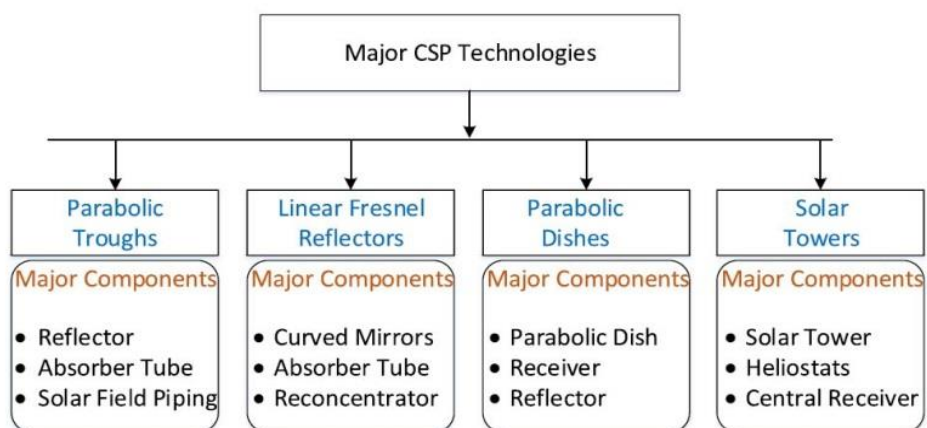 Major CSP Technologies
Parabolic
Troughs
Major Components
• Reflector
• Absorber Tube
• Solar Field Piping
Linear Fresnel
Reflectors
Major Components
• Curved Mirrors
• Absorber Tube
• Reconcentrator
Parabolic
Dishes
Major Components
• Parabolic Dish
• Receiver
• Reflector
Solar
Towers
Major Components
• Solar Tower
• Heliostats
• Central Receiver